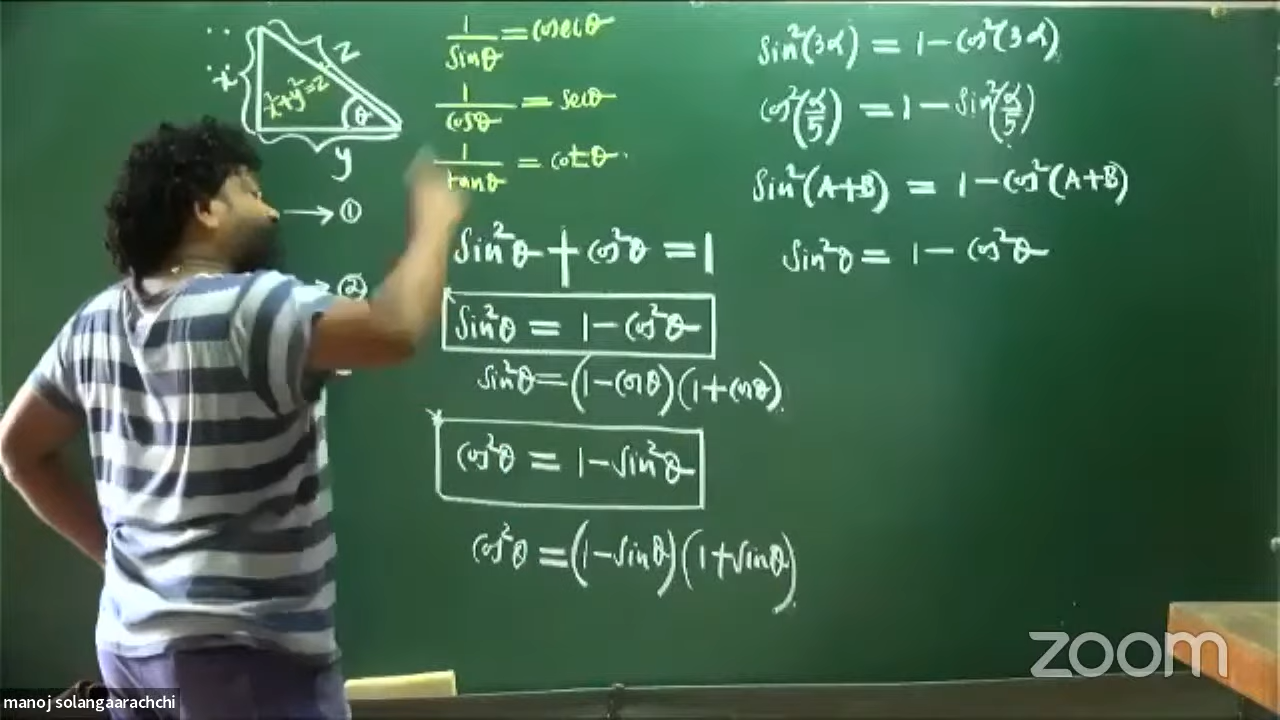 x
z
x²+y²=z
θ
y
→ ①
→ ②
1/sinθ = cosecθ
1/cosθ = secθ
1/tanθ = cotθ
sin²θ + cos²θ = 1
sin²θ = 1 - cos²θ
sin²θ = (1 - cosθ)(1 + cosθ).
cos²θ = 1 - sin²θ
cos²θ = (1 - sinθ)(1 + sinθ).
sin²(3α) = 1 - cos²(3α)
cos²(α/5) = 1 - sin²(α/5)
sin²(A+B) = 1 - cos²(A+B)
sin²θ = 1 - cos²θ
zoom
manoj solangaarachchi